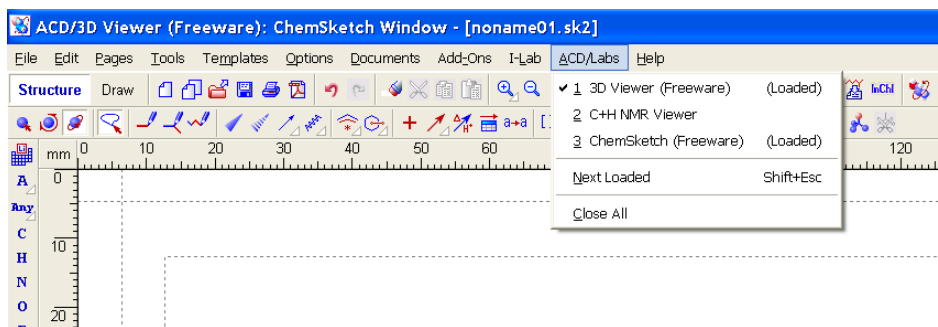 ACD/3D Viewer (Freeware): ChemSketch Window - [noname01.sk2]
File Edit Pages Tools Templates Options Documents Add-Ons I-Lab ACD/Labs Help
Structure Draw InChI
✓ 1 3D Viewer (Freeware) (Loaded)
2 C+H NMR Viewer
3 ChemSketch (Freeware) (Loaded)
Next Loaded Shift+Esc
Close All
a→a [
mm 0 10 20 30 40 50 60 120
A 0
Any
C
10
H
N
O
20